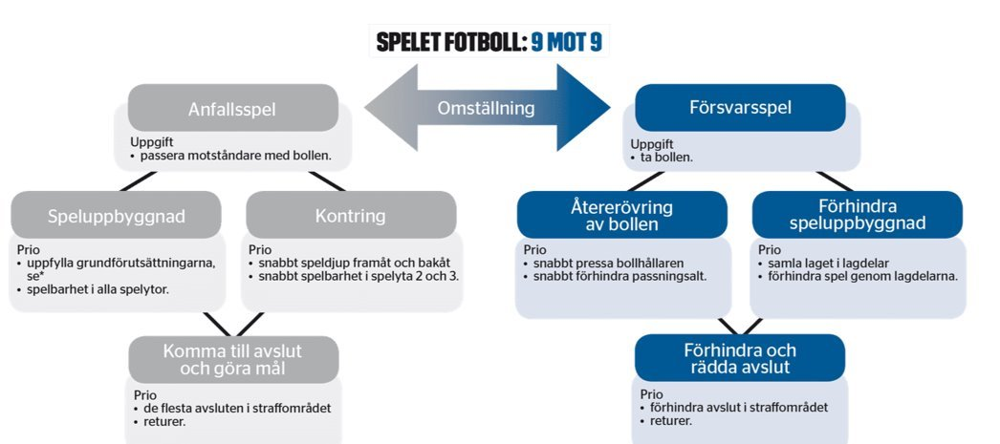 SPELET FOTBOLL: 9 MOT 9
Omställning
Anfallsspel
Uppgift
• passera motståndare med bollen.
Försvarsspel
Uppgift
• ta bollen.
Speluppbyggnad
Prio
• uppfylla grundförutsättningarna,
se*
• spelbarhet i alla spelytor.
Kontring
Prio
• snabbt speldjup framåt och bakåt
• snabbt spelbarhet i spelyta 2 och 3.
Återerövring
av bollen
Prio
• snabbt pressa bollhållaren
• snabbt förhindra passningsalt.
Förhindra
speluppbyggnad
Prio
• samla laget i lagdelar
• förhindra spel genom lagdelarna.
Komma till avslut
och göra mål
Prio
• de flesta avsluten i straffområdet
• returer.
Förhindra och
rädda avslut
Prio
• förhindra avslut i straffområdet
• returer.